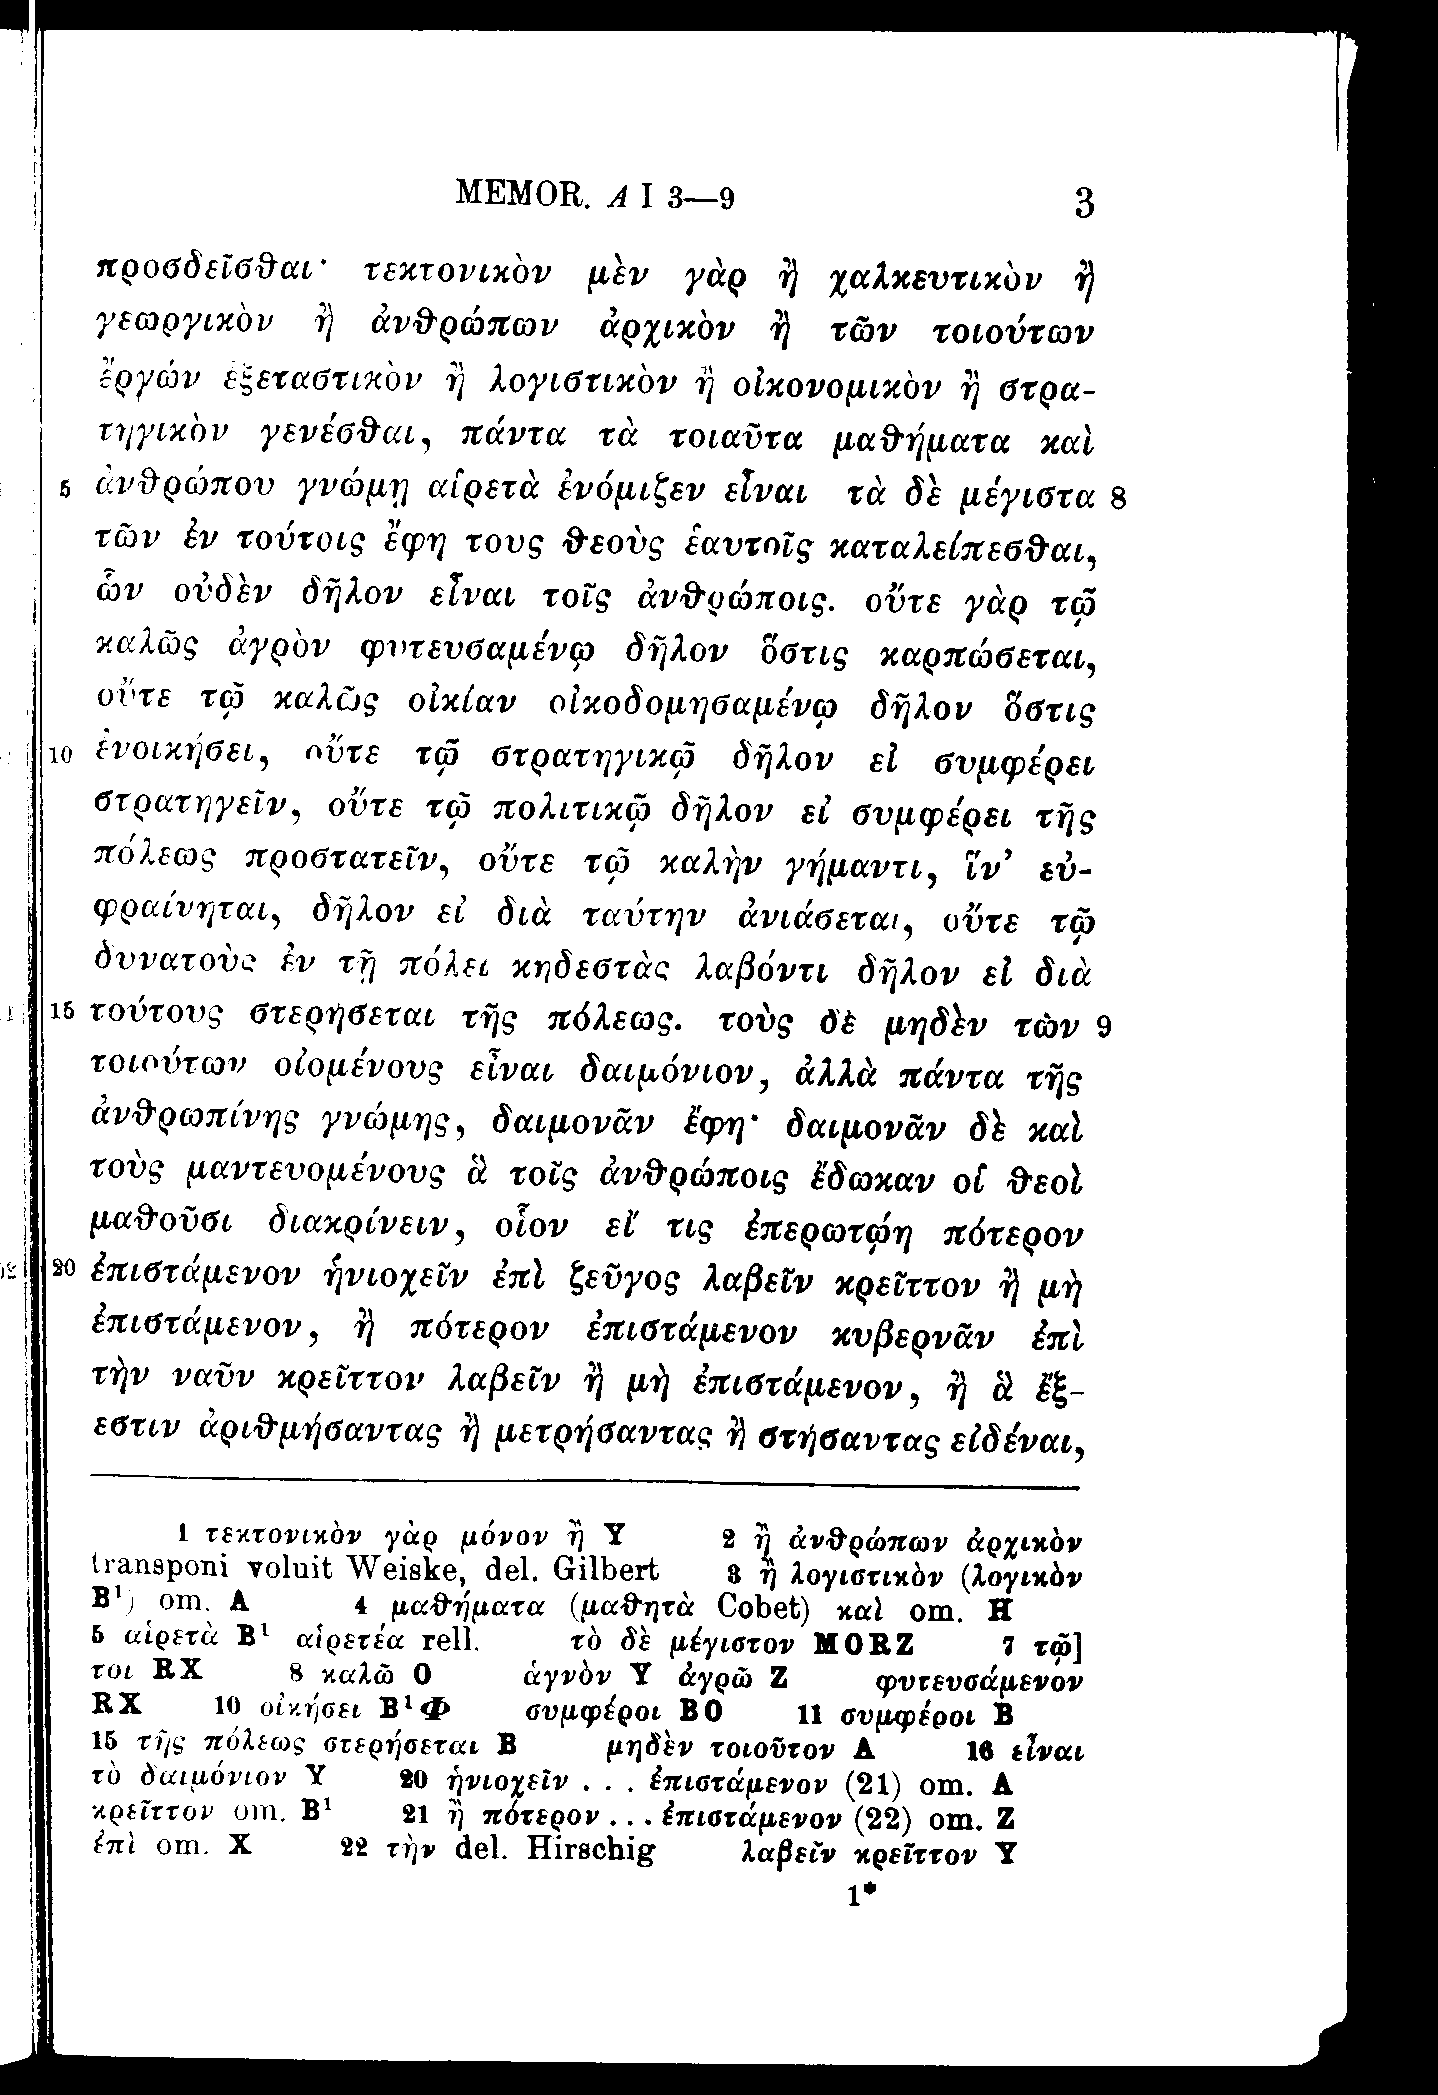 MEMOR. A I 3—9 3
προσδεῖσθαι· τεκτονικὸν μὲν γὰρ ἢ χαλκευτικὸν ἢ
γεωργικὸν ἢ ἀνθρώπων ἀρχικὸν ἢ τῶν τοιούτων
ἔργων ἐξεταστικὸν ἢ λογιστικὸν ἢ οἰκονομικὸν ἢ στρα-
τηγικὸν γενέσθαι, πάντα τὰ τοιαῦτα μαθήματα καὶ
5 ἀνθρώπου γνώμῃ αἱρετὰ ἐνόμιζεν εἶναι τὰ δὲ μέγιστα 8
τῶν ἐν τούτοις ἔφη τους θεοὺς ἑαυτοῖς καταλείπεσθαι,
ὧν οὐδὲν δῆλον εἶναι τοῖς ἀνθρώποις. οὔτε γὰρ τῷ
καλῶς ἀγρὸν φυτευσαμένῳ δῆλον ὅστις καρπώσεται,
οὔτε τῷ καλῶς οἰκίαν οἰκοδομησαμένῳ δῆλον ὅστις
10 ἐνοικήσει, οὔτε τῷ στρατηγικῷ δῆλον εἰ συμφέρει
στρατηγεῖν, οὔτε τῷ πολιτικῷ δῆλον εἰ συμφέρει τῆς
πόλεως προστατεῖν, οὔτε τῷ καλὴν γήμαντι, ἵν' εὐ-
φραίνηται, δῆλον εἰ διὰ ταύτην ἀνιάσεται, οὔτε τῷ
δυνατοὺς ἐν τῇ πόλει κηδεστὰς λαβόντι δῆλον εἰ διὰ
15 τούτους στερήσεται τῆς πόλεως. τοὺς δὲ μηδὲν τῶν 9
τοιούτων οἰομένους εἶναι δαιμόνιον, ἀλλὰ πάντα τῆς
ἀνθρωπίνης γνώμης, δαιμονᾶν ἔφη· δαιμονᾶν δὲ καὶ
τοὺς μαντευομένους ἃ τοῖς ἀνθρώποις ἔδωκαν οἱ θεοὶ
μαθοῦσι διακρίνειν, οἷον εἴ τις ἐπερωτῴη πότερον
20 ἐπιστάμενον ἡνιοχεῖν ἐπὶ ζεῦγος λαβεῖν κρεῖττον ἢ μὴ
ἐπιστάμενον, ἢ πότερον ἐπιστάμενον κυβερνᾶν ἐπὶ
τὴν ναῦν κρεῖττον λαβεῖν ἢ μὴ ἐπιστάμενον, ἢ ἃ ἔξ-
εστιν ἀριθμήσαντας ἢ μετρήσαντας ἢ στήσαντας εἰδέναι,
1 τεκτονικὸν γὰρ μόνον ἢ Y 2 ἢ ἀνθρώπων ἀρχικὸν
transponi voluit Weiske, del. Gilbert 3 ἢ λογιστικὸν (λογικὸν
B¹) om. A 4 μαθήματα (μαθητὰ Cobet) καὶ om. H
5 αἱρετὰ B¹ αἱρετέα rell. τὸ δὲ μέγιστον MORZ 7 τῷ]
τοι RX 8 καλῶ O ἁγνὸν Y ἀγρῶ Z φυτευσάμενον
RX 10 οἰκήσει B¹Φ συμφέροι BO 11 συμφέροι B
15 τῆς πόλεως στερήσεται B μηδὲν τοιοῦτον A 16 εἶναι
τὸ δαιμόνιον Y 20 ἡνιοχεῖν . . . ἐπιστάμενον (21) om. A
κρεῖττον om. B¹ 21 ἢ πότερον . . . ἐπιστάμενον (22) om. Z
ἐπὶ om. X 22 τὴν del. Hirschig λαβεῖν κρεῖττον Y
1*